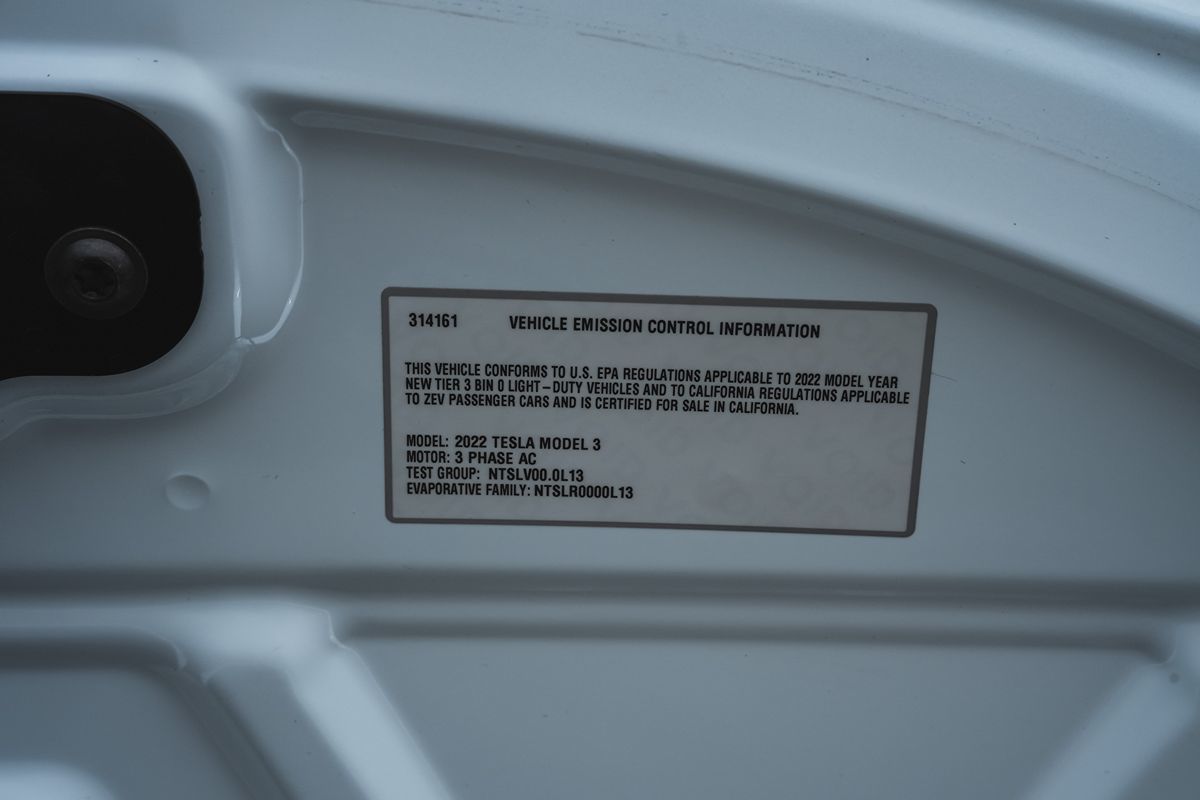 314161 VEHICLE EMISSION CONTROL INFORMATION
THIS VEHICLE CONFORMS TO U.S. EPA REGULATIONS APPLICABLE TO 2022 MODEL YEAR
NEW TIER 3 BIN 0 LIGHT-DUTY VEHICLES AND TO CALIFORNIA REGULATIONS APPLICABLE
TO ZEV PASSENGER CARS AND IS CERTIFIED FOR SALE IN CALIFORNIA.
MODEL: 2022 TESLA MODEL 3
MOTOR: 3 PHASE AC
TEST GROUP: NTSLV00.0L13
EVAPORATIVE FAMILY: NTSLR0000L13